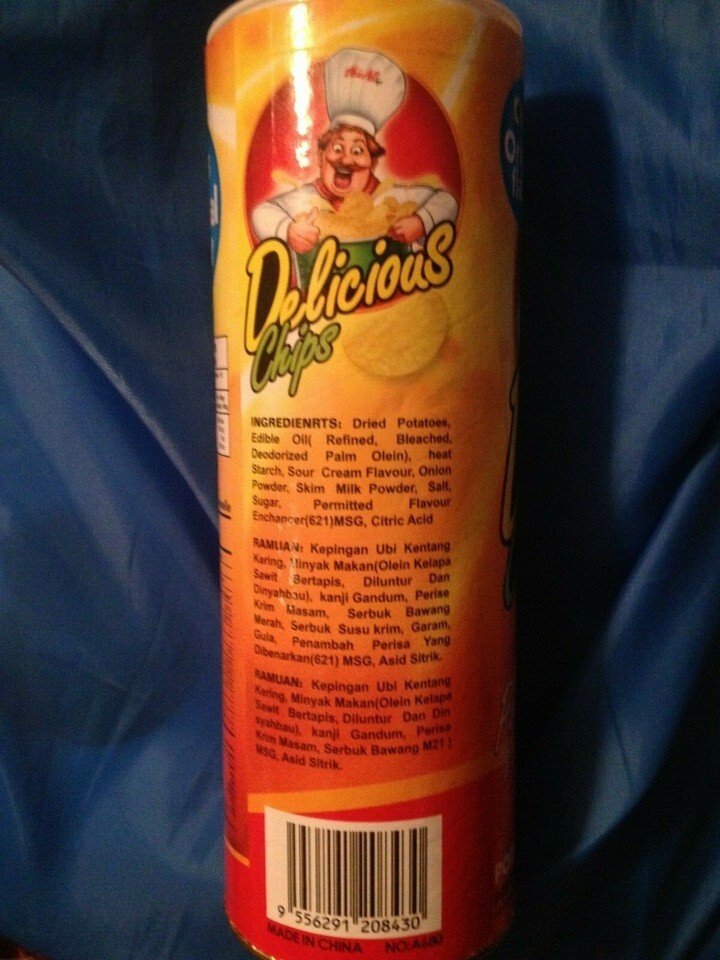 Delicious
Chips
INGREDIENRTS: Dried Potatoes,
Edible Oil( Refined, Bleached,
Deodorized Palm Olein), heat
Starch, Sour Cream Flavour, Onion
Powder, Skim Milk Powder, Salt,
Sugar, Permitted Flavour
Enchancer(621)MSG, Citric Acid
RAMUAN: Kepingan Ubi Kentang
Kering, Minyak Makan(Olein Kelapa
Sawit Bertapis, Diluntur Dan
Dinyahbau), kanji Gandum, Perise
Krim Masam, Serbuk Bawang
Merah, Serbuk Susu krim, Garam,
Gula, Penambah Perisa Yang
Dibenarkan(621) MSG, Asid Sitrik.
RAMUAN: Kepingan Ubi Kentang
Kering, Minyak Makan(Olein Kelapa
Sawit Bertapis, Diluntur Dan Din
ayahbau), kanji Gandum, Perisa
Krim Masam, Serbuk Bawang M21 )
MSG, Asid Sitrik.
9 556291 208430
MADE IN CHINA NO:A680